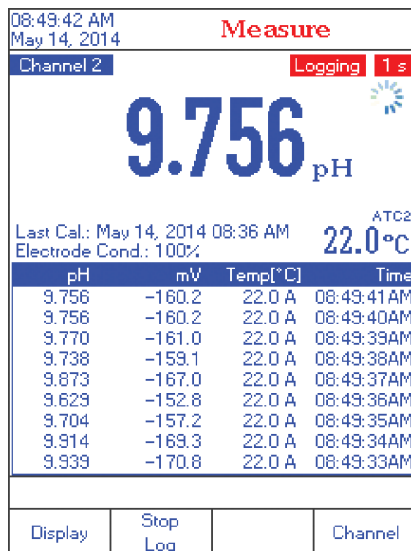 08:49:42 AM
May 14, 2014
Measure
Channel 2
Logging 1 s
9.756 pH
ATC2
Last Cal.: May 14, 2014 08:36 AM
Electrode Cond.: 100%
22.0°C
pH mV Temp[°C] Time
9.756 -160.2 22.0 A 08:49:41AM
9.756 -160.2 22.0 A 08:49:40AM
9.770 -161.0 22.0 A 08:49:39AM
9.738 -159.1 22.0 A 08:49:38AM
9.873 -167.0 22.0 A 08:49:37AM
9.629 -152.8 22.0 A 08:49:36AM
9.704 -157.2 22.0 A 08:49:35AM
9.914 -169.3 22.0 A 08:49:34AM
9.939 -170.8 22.0 A 08:49:33AM
Display Stop Log Channel